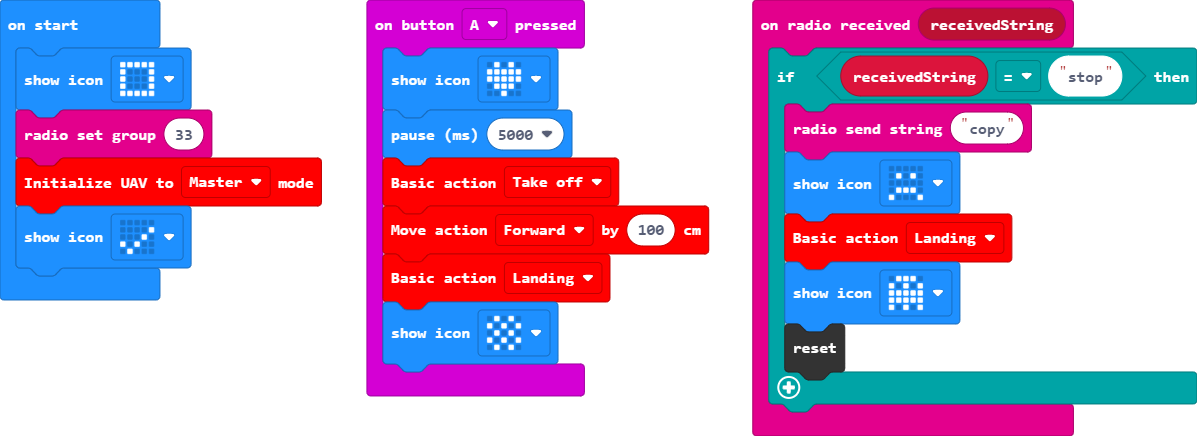 on start
show icon
radio set group 33
Initialize UAV to Master mode
show icon
on button A pressed
show icon
pause (ms) 5000
Basic action Take off
Move action Forward by 100 cm
Basic action Landing
show icon
on radio received receivedString
if receivedString = "stop" then
radio send string "copy"
show icon
Basic action Landing
show icon
reset